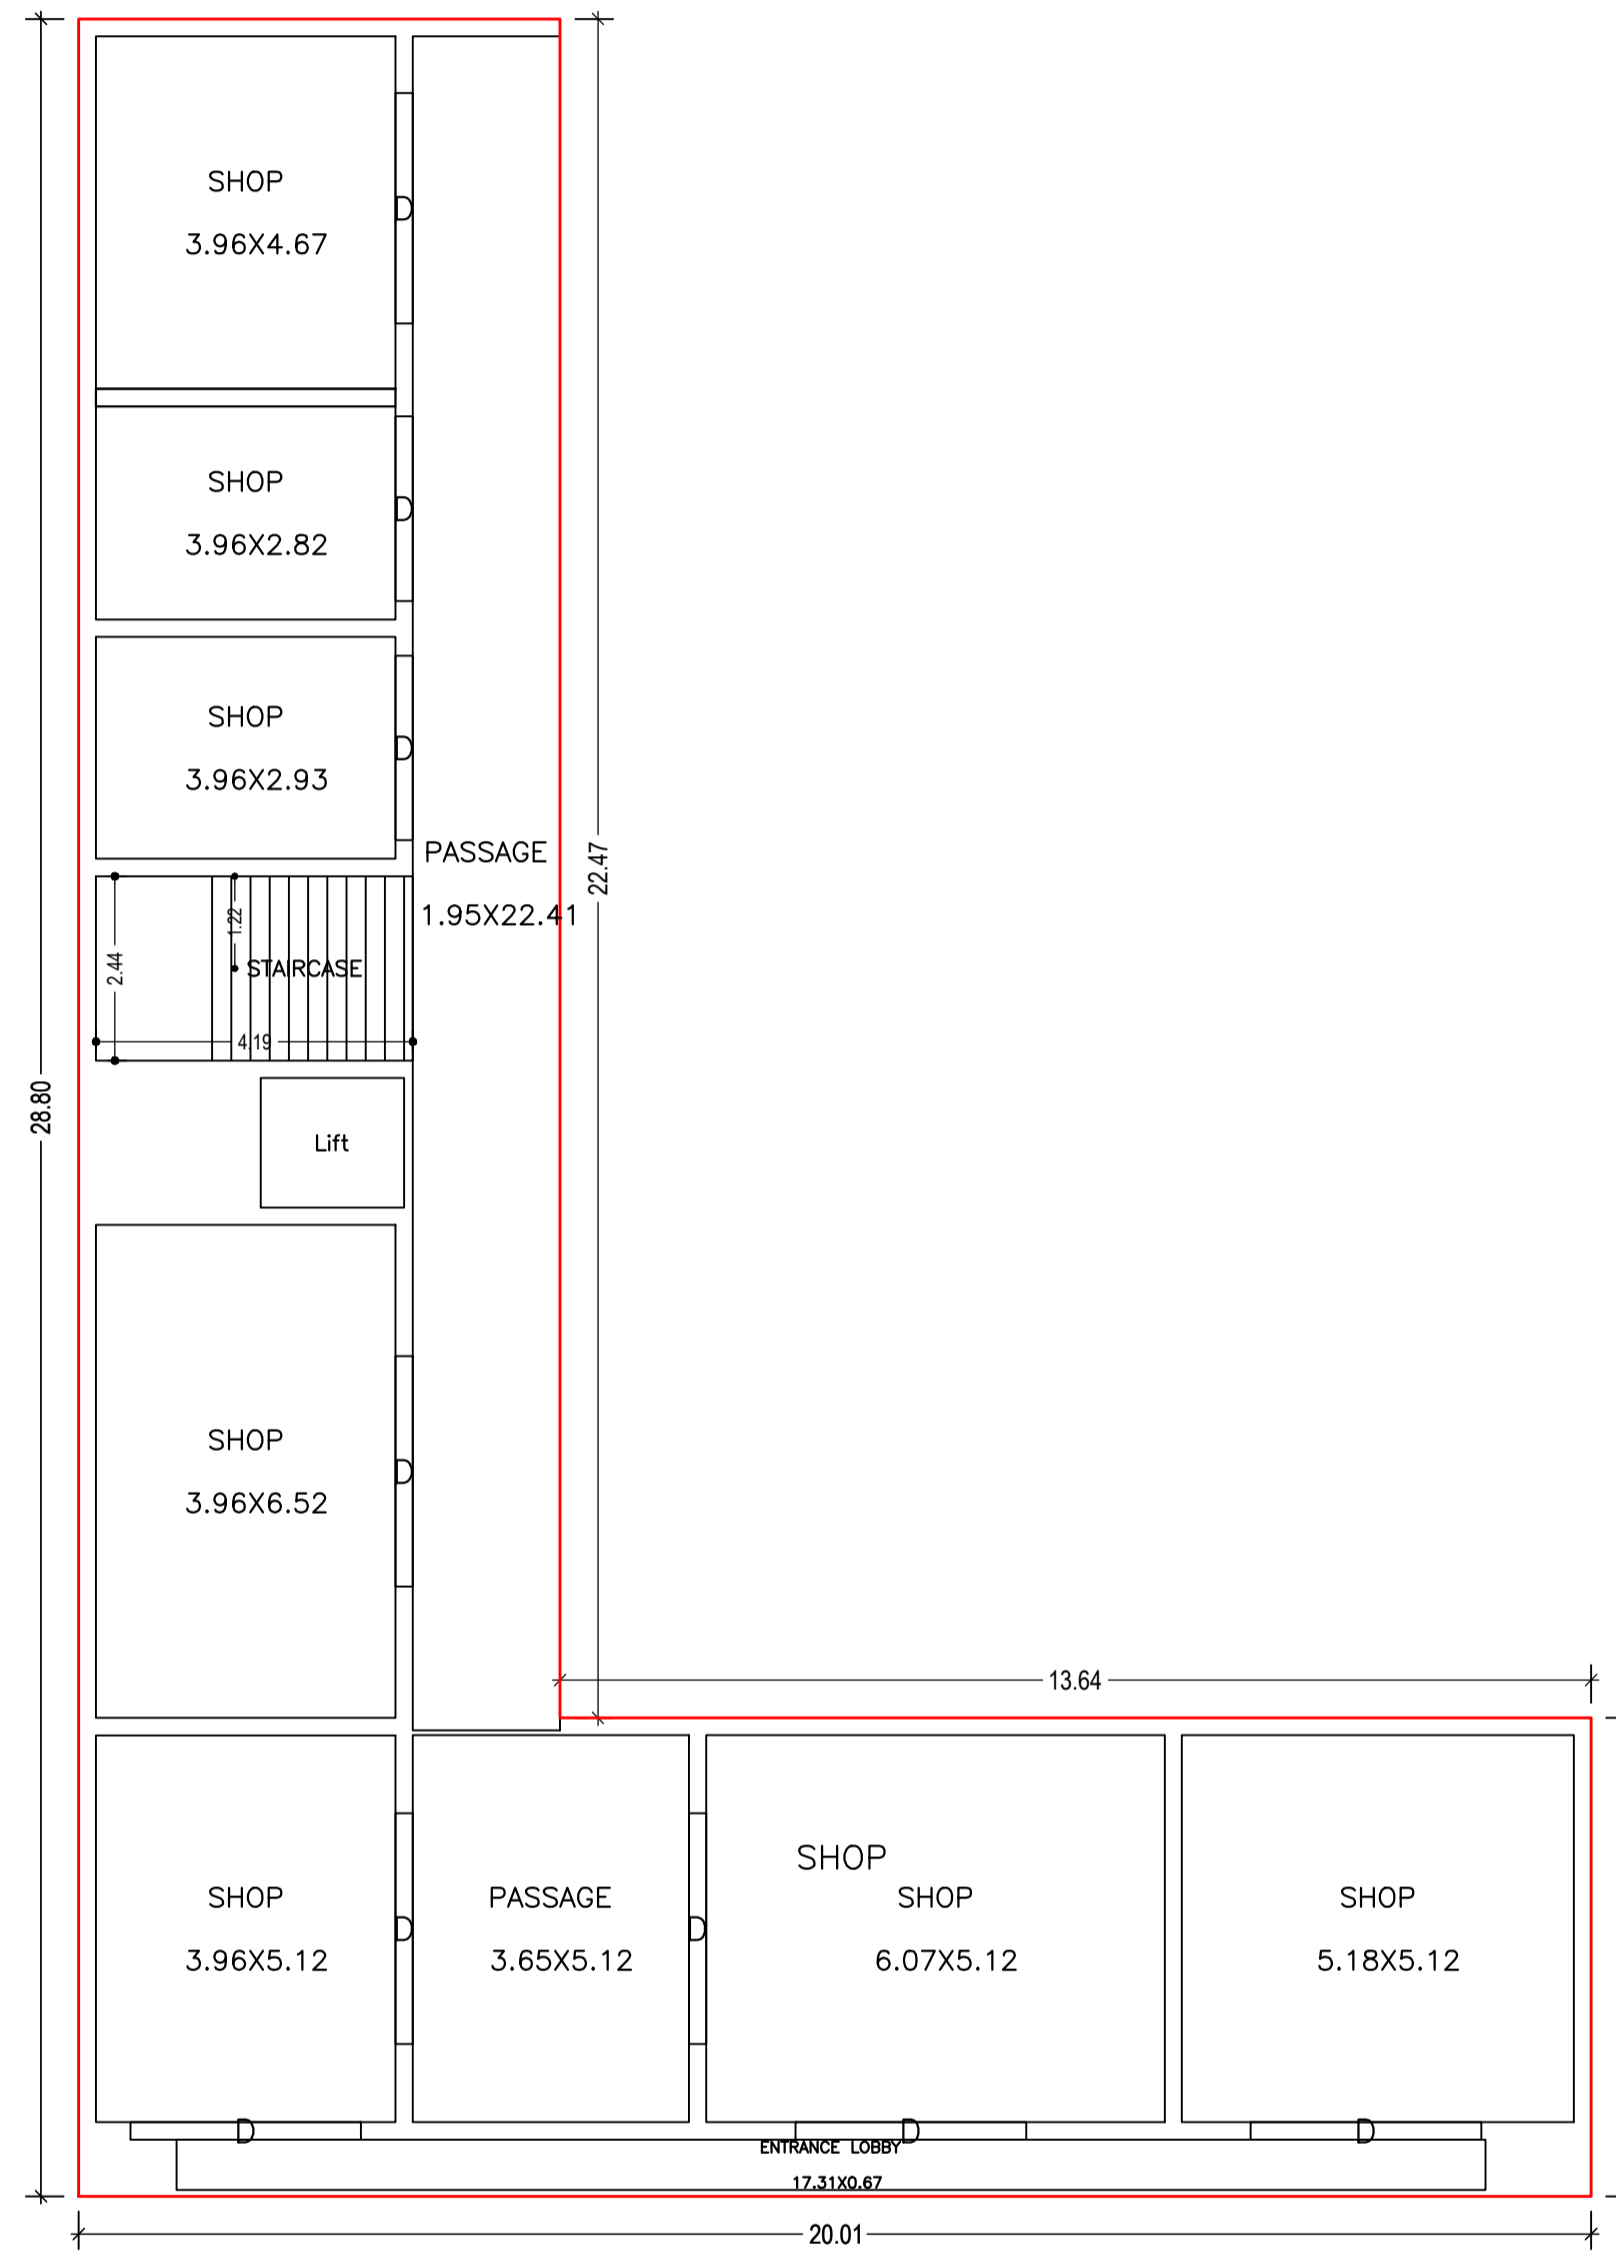 SHOP
3.96X4.67
D
SHOP
3.96X2.82
D
SHOP
3.96X2.93
D
PASSAGE
1.95X22.41
22.47
1.22
2.44
STAIRCASE
4.19
28.80
Lift
SHOP
3.96X6.52
D
13.64
SHOP
SHOP
3.96X5.12
D
PASSAGE
3.65X5.12
D
SHOP
6.07X5.12
SHOP
5.18X5.12
D
D
D
ENTRANCE LOBBY
17.31X0.67
20.01